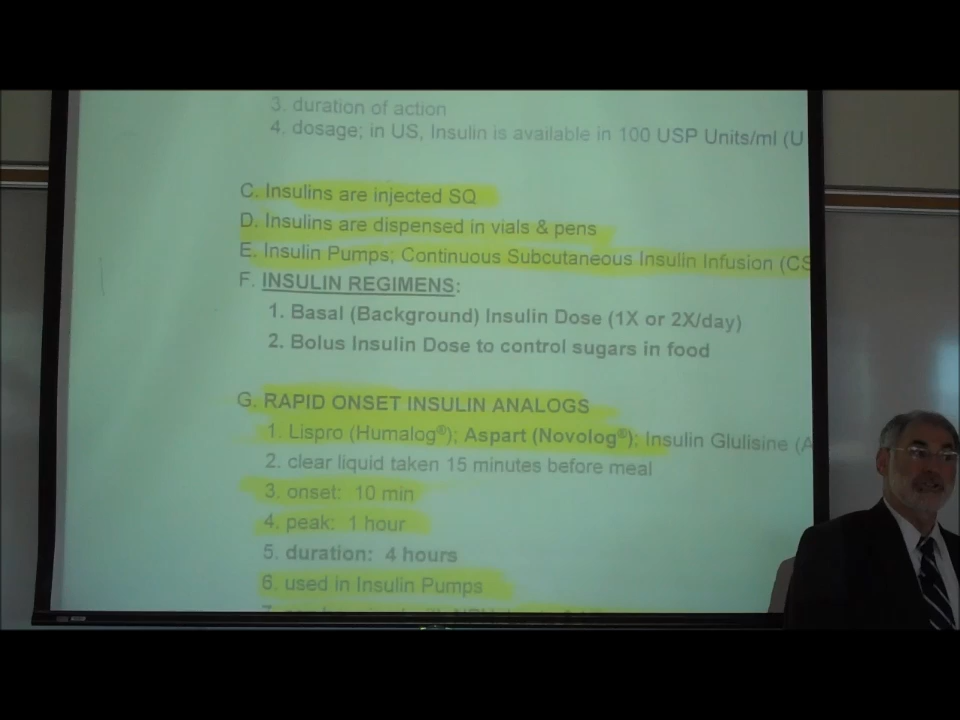 3. duration of action
4. dosage; in US, Insulin is available in 100 USP Units/ml (U
C. Insulins are injected SQ
D. Insulins are dispensed in vials & pens
E. Insulin Pumps; Continuous Subcutaneous Insulin Infusion (CS
F. INSULIN REGIMENS:
1. Basal (Background) Insulin Dose (1X or 2X/day)
2. Bolus Insulin Dose to control sugars in food
G. RAPID ONSET INSULIN ANALOGS
1. Lispro (Humalog®); Aspart (Novolog®); Insulin Glulisine (A
2. clear liquid taken 15 minutes before meal
3. onset: 10 min
4. peak: 1 hour
5. duration: 4 hours
6. used in Insulin Pumps